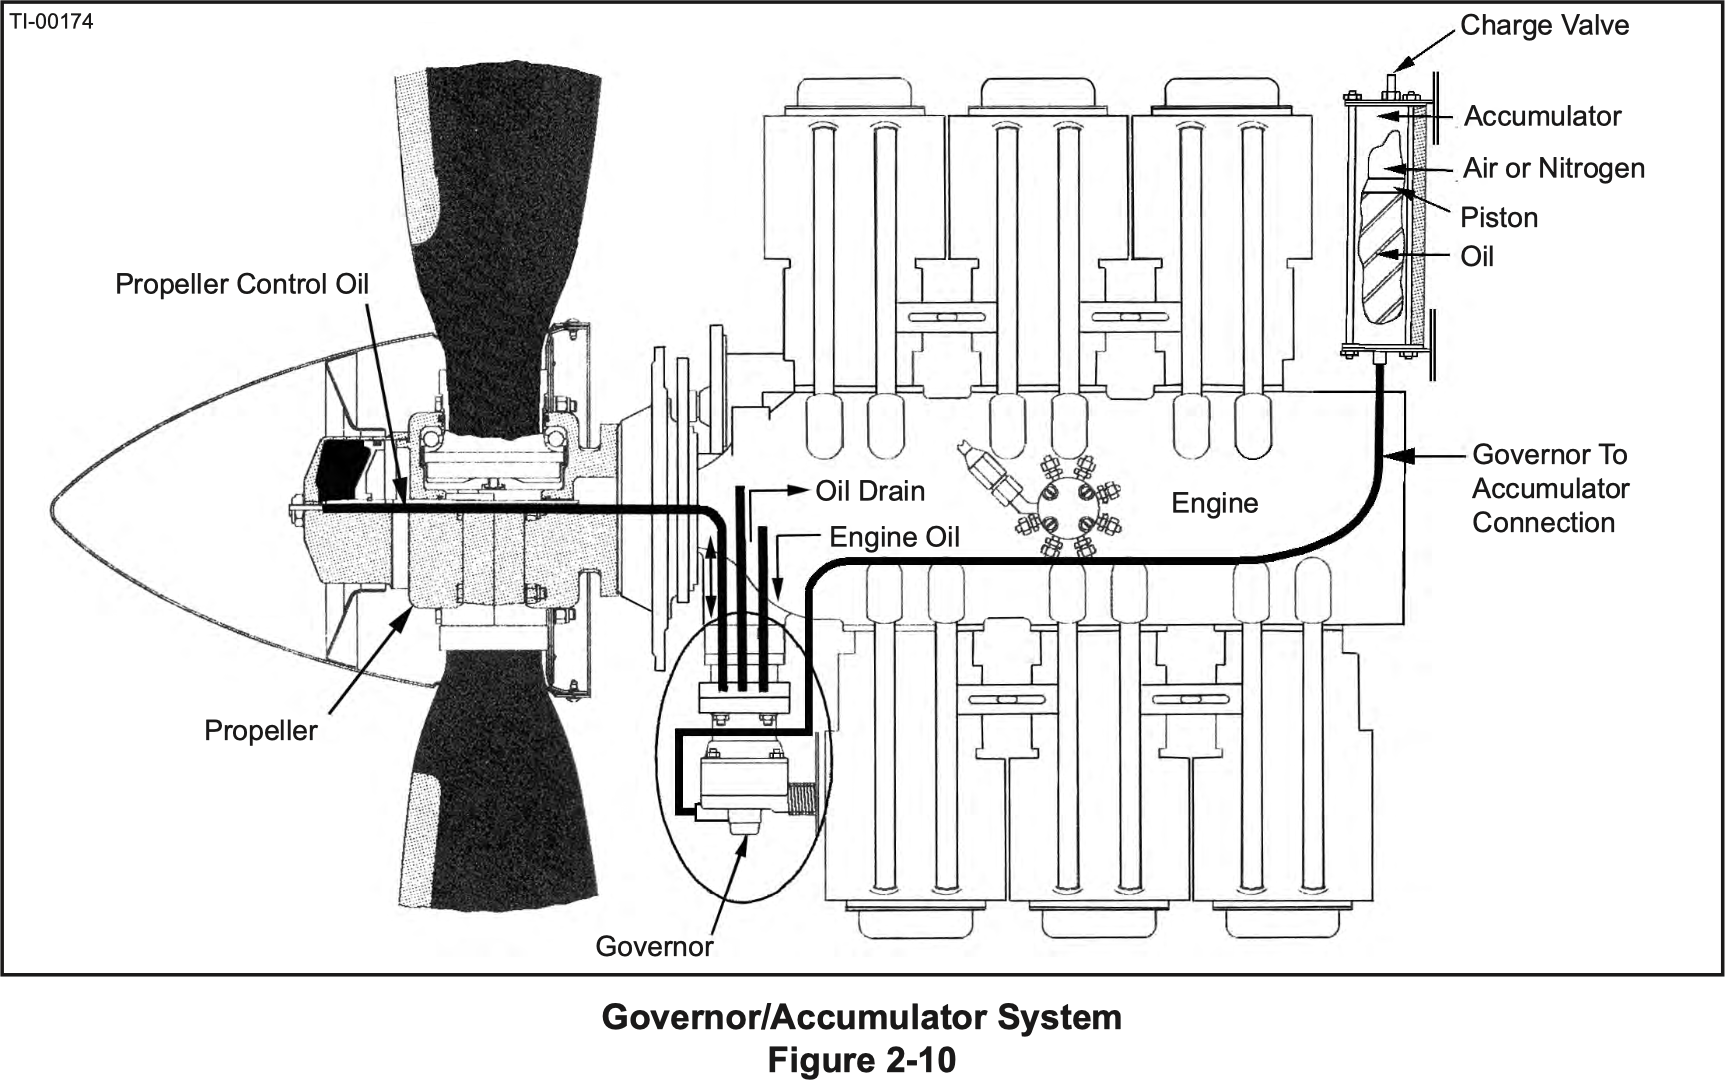 TI-00174
Charge Valve
Accumulator
Air or Nitrogen
Piston
Oil
Propeller Control Oil
Governor To
Accumulator
Connection
Oil Drain
Engine
Engine Oil
Propeller
Governor
Governor/Accumulator System
Figure 2-10